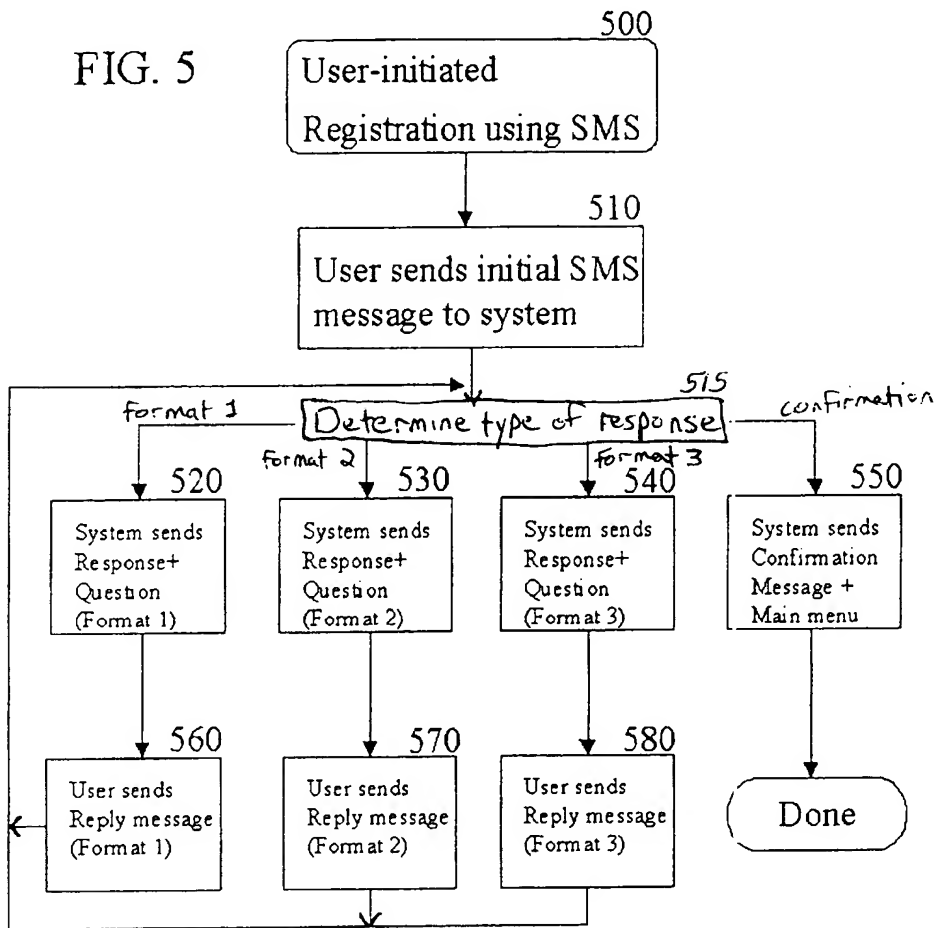 FIG. 5
500
User-initiated
Registration using SMS
510
User sends initial SMS
message to system
515
format 1
Determine type of response
confirmation
format 2
format 3
520
530
540
550
System sends
Response+
Question
(Format 1)
System sends
Response+
Question
(Format 2)
System sends
Response+
Question
(Format 3)
System sends
Confirmation
Message +
Main menu
560
570
580
User sends
Reply message
(Format 1)
User sends
Reply message
(Format 2)
User sends
Reply message
(Format 3)
Done